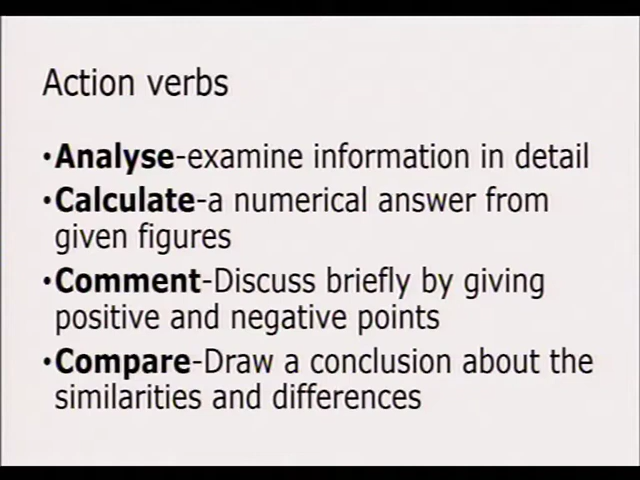 Action verbs
•Analyse-examine information in detail
•Calculate-a numerical answer from
given figures
•Comment-Discuss briefly by giving
positive and negative points
•Compare-Draw a conclusion about the
similarities and differences